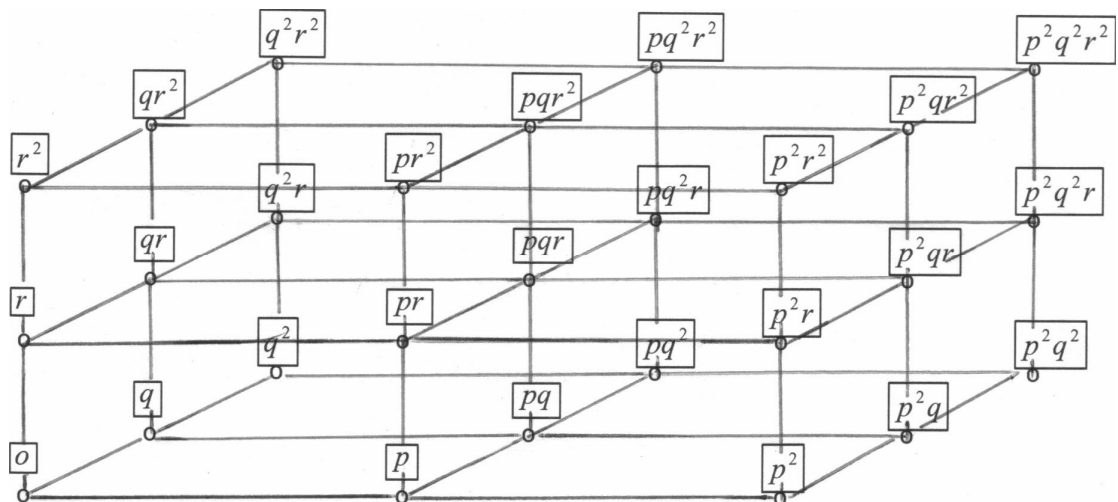 q²r² pq²r² p²q²r²
qr² pqr² p²qr²
r² pr² p²r²
q²r pq²r p²q²r
qr pqr p²qr
r pr p²r
q² pq² p²q²
q pq p²q
o p p²